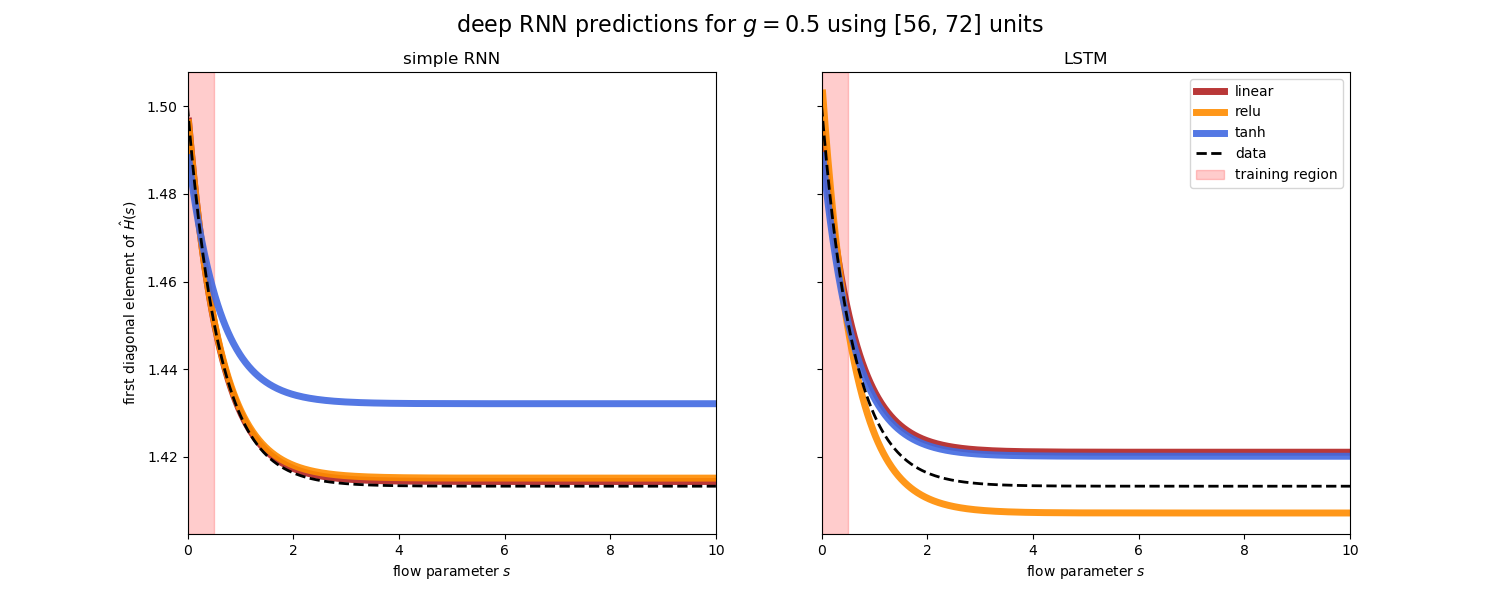 deep RNN predictions for g = 0.5 using [56, 72] units
simple RNN
1.50
1.48
1.46
1.44
1.42
first diagonal element of Ĥ(s)
0 2 4 6 8 10
flow parameter s
LSTM
linear
relu
tanh
data
training region
0 2 4 6 8 10
flow parameter s